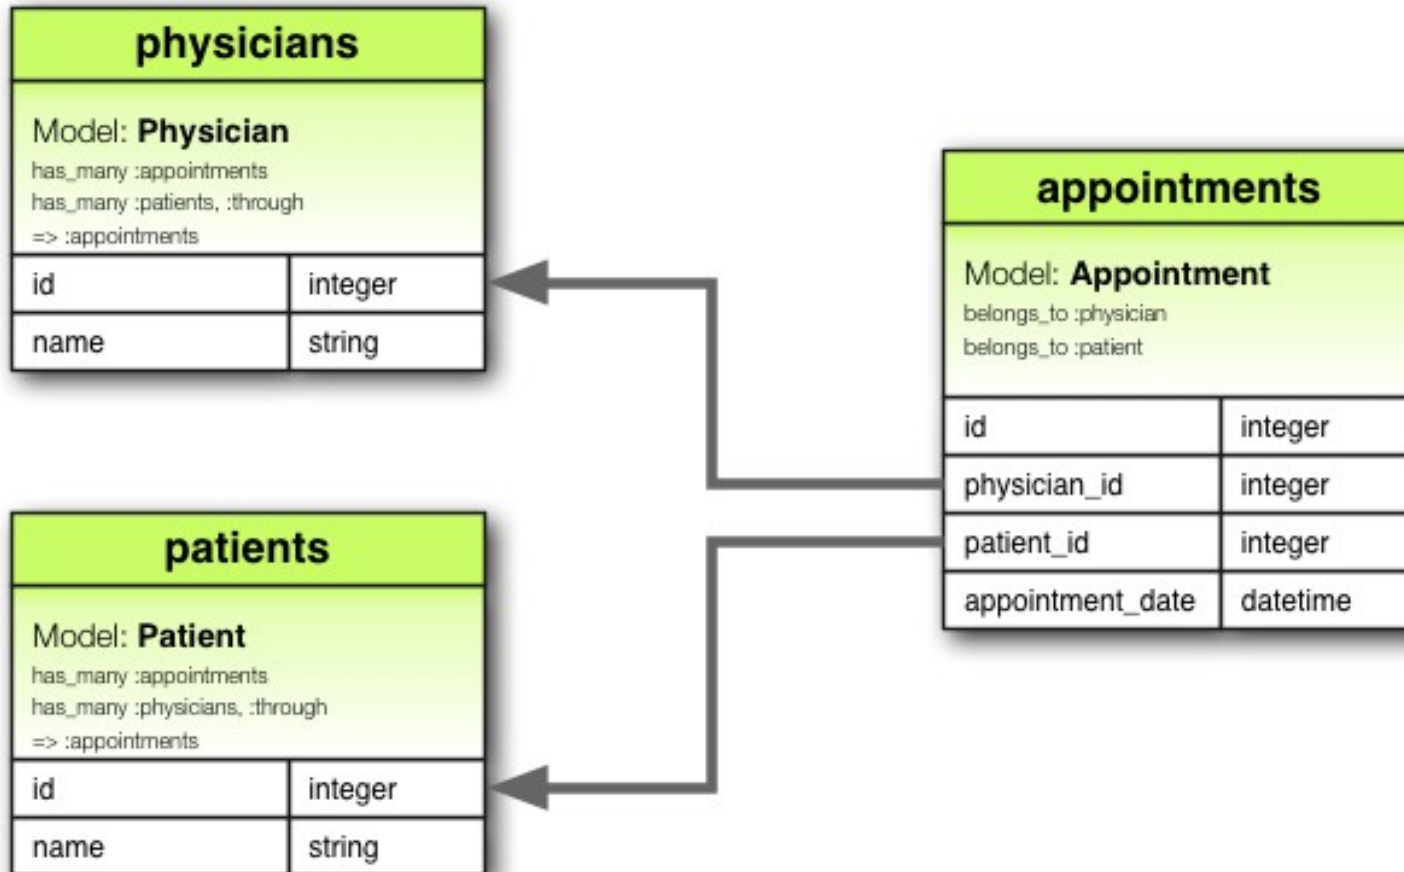 physicians
Model: Physician
has_many :appointments
has_many :patients, :through
=> :appointments
id integer
name string
appointments
Model: Appointment
belongs_to :physician
belongs_to :patient
id integer
physician_id integer
patient_id integer
appointment_date datetime
patients
Model: Patient
has_many :appointments
has_many :physicians, :through
=> :appointments
id integer
name string